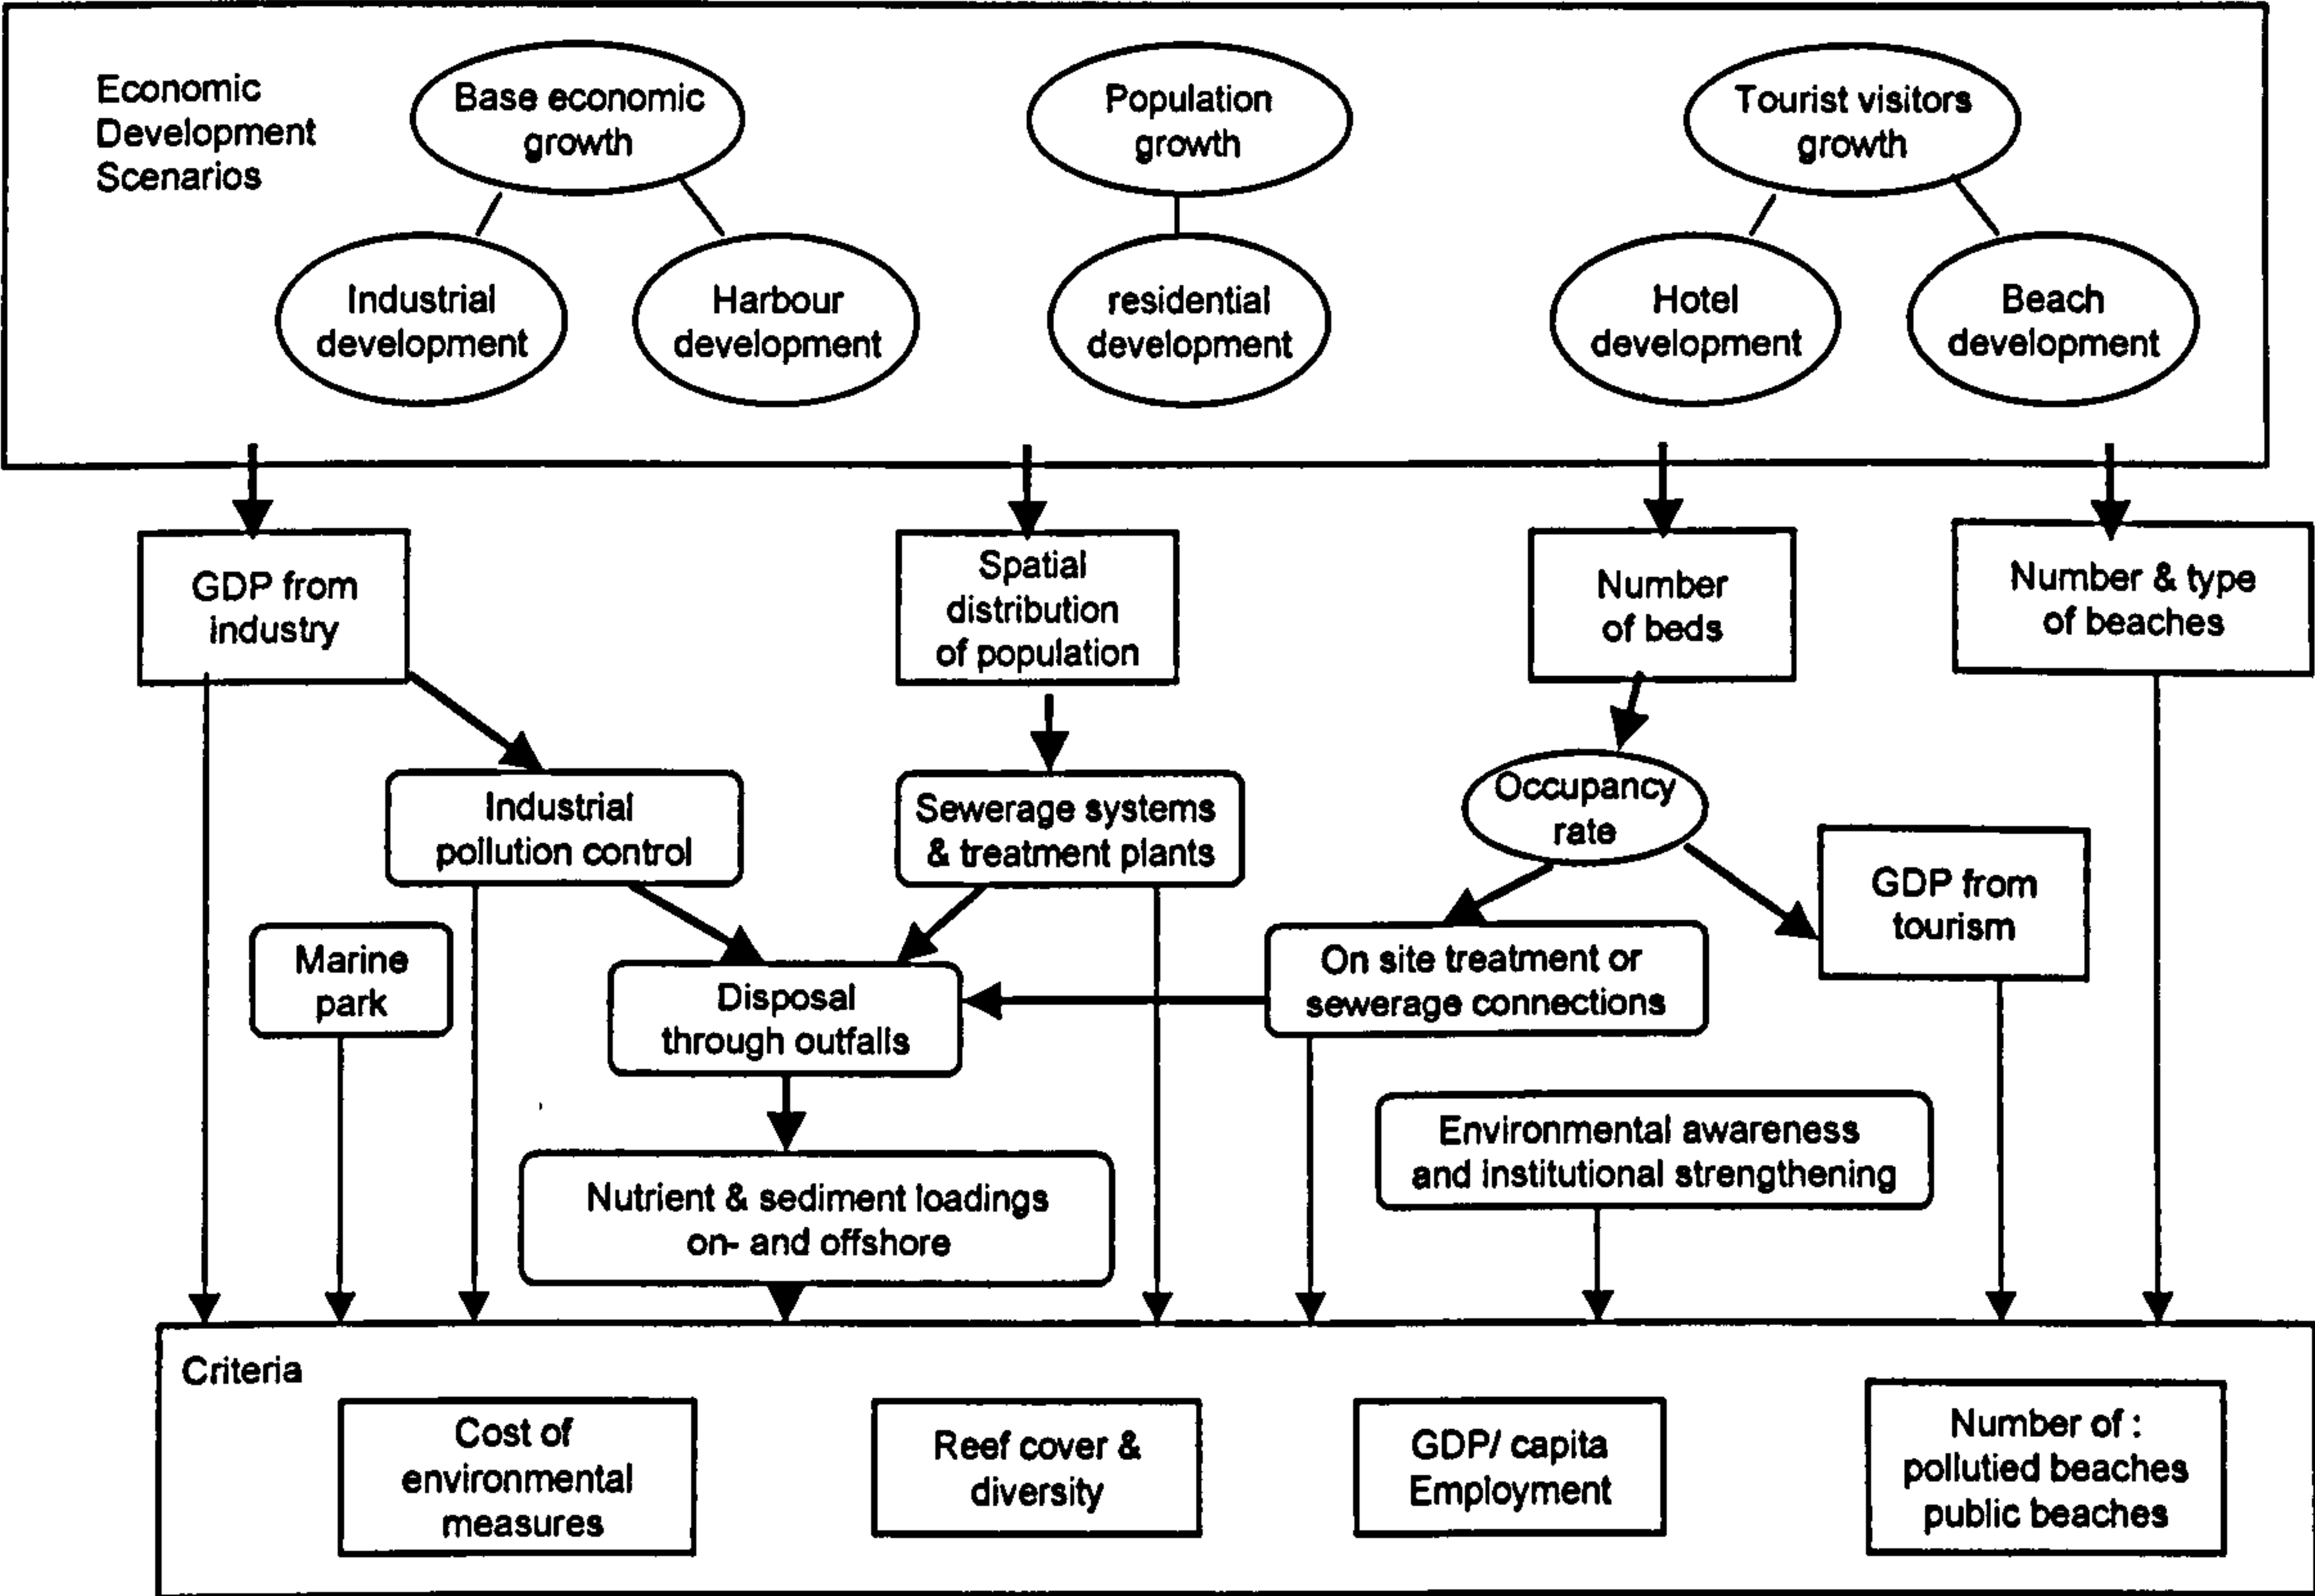 Economic
Development
Scenarios
Base economic
growth
Population
growth
Tourist visitors
growth
Industrial
development
Harbour
development
residential
development
Hotel
development
Beach
development
GDP from
industry
Spatial
distribution
of population
Number
of beds
Number & type
of beaches
Industrial
pollution control
Sewerage systems
& treatment plants
Occupancy
rate
GDP from
tourism
Marine
park
Disposal
through outfalls
On site treatment or
sewerage connections
Environmental awareness
and institutional strengthening
Nutrient & sediment loadings
on- and offshore
Criteria
Cost of
environmental
measures
Reef cover &
diversity
GDP/ capita
Employment
Number of :
pollutied beaches
public beaches